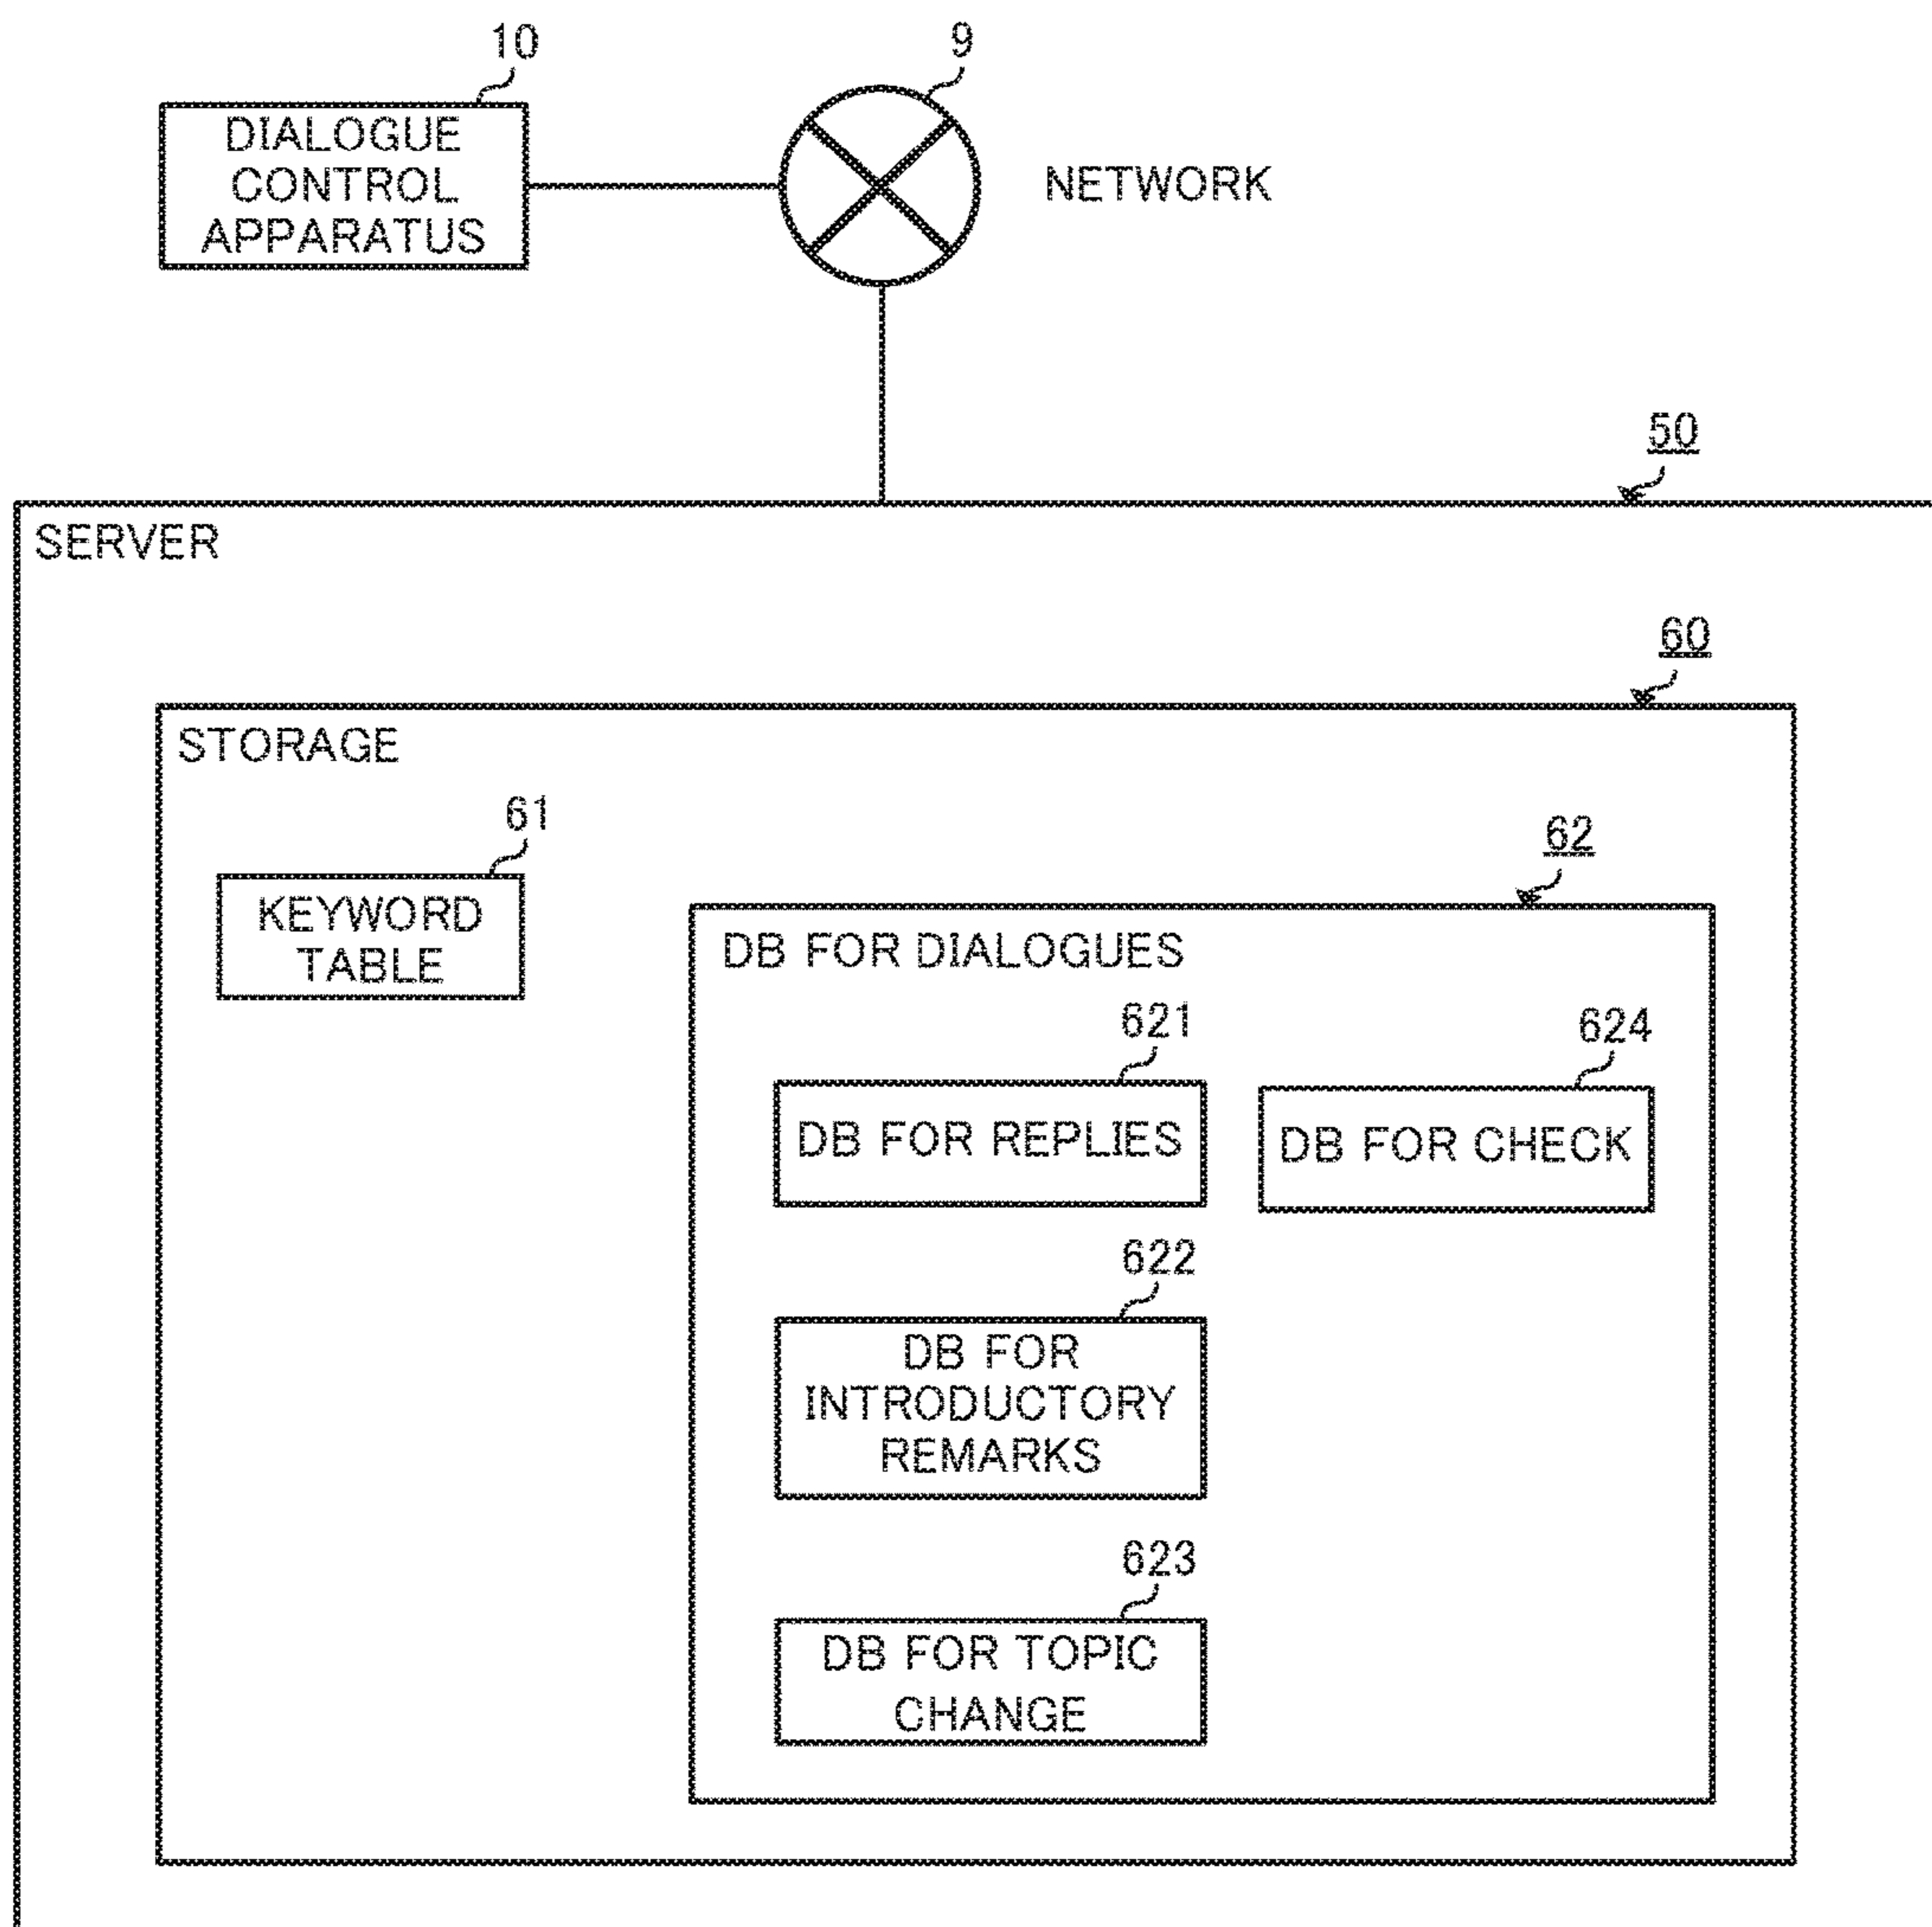 10
9
DIALOGUE
CONTROL
APPARATUS
NETWORK
50
SERVER
60
STORAGE
61
62
KEYWORD
TABLE
DB FOR DIALOGUES
621
624
DB FOR REPLIES
DB FOR CHECK
622
DB FOR
INTRODUCTORY
REMARKS
623
DB FOR TOPIC
CHANGE